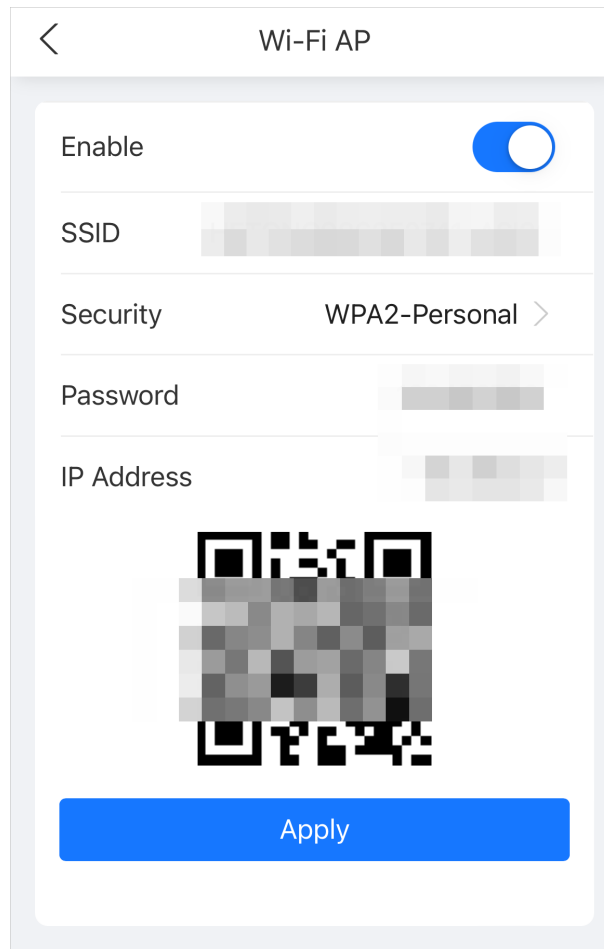 Wi-Fi AP
Enable
SSID
Security WPA2-Personal
Password
IP Address
Apply